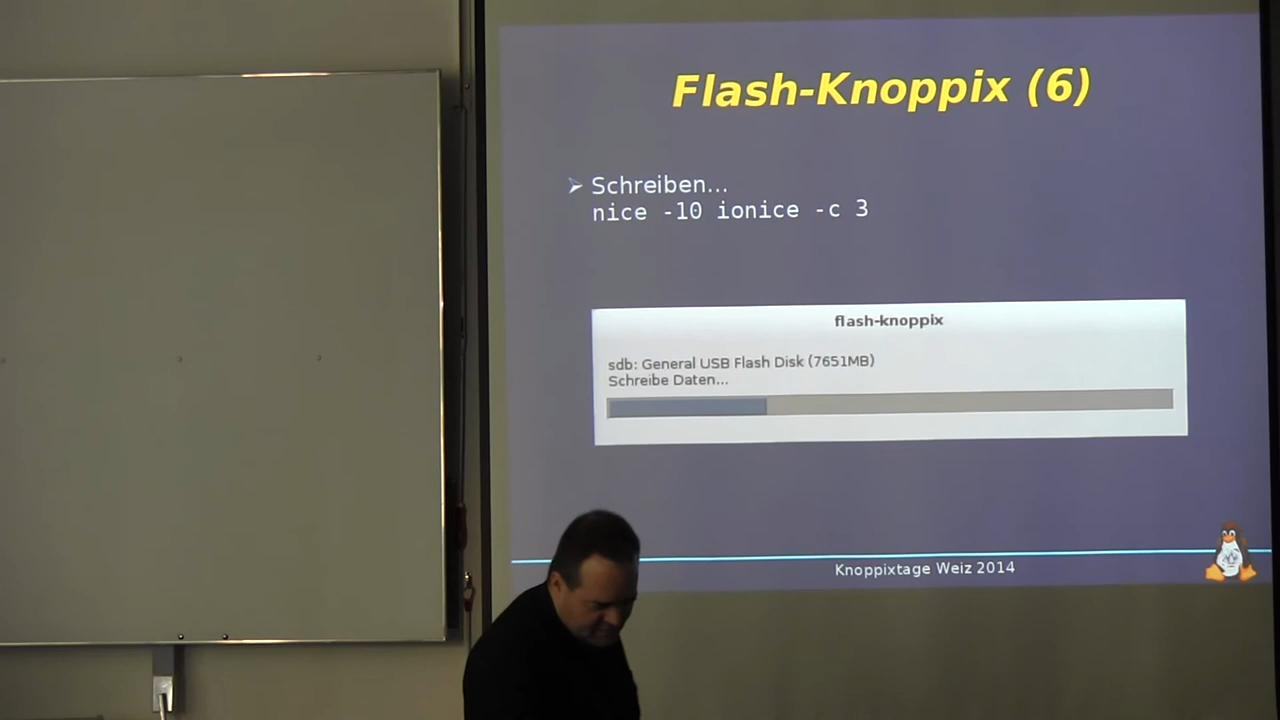 Flash-Knoppix (6)
Schreiben...
nice -10 ionice -c 3
flash-knoppix
sdb: General USB Flash Disk (7651MB)
Schreibe Daten...
Knoppixtage Weiz 2014